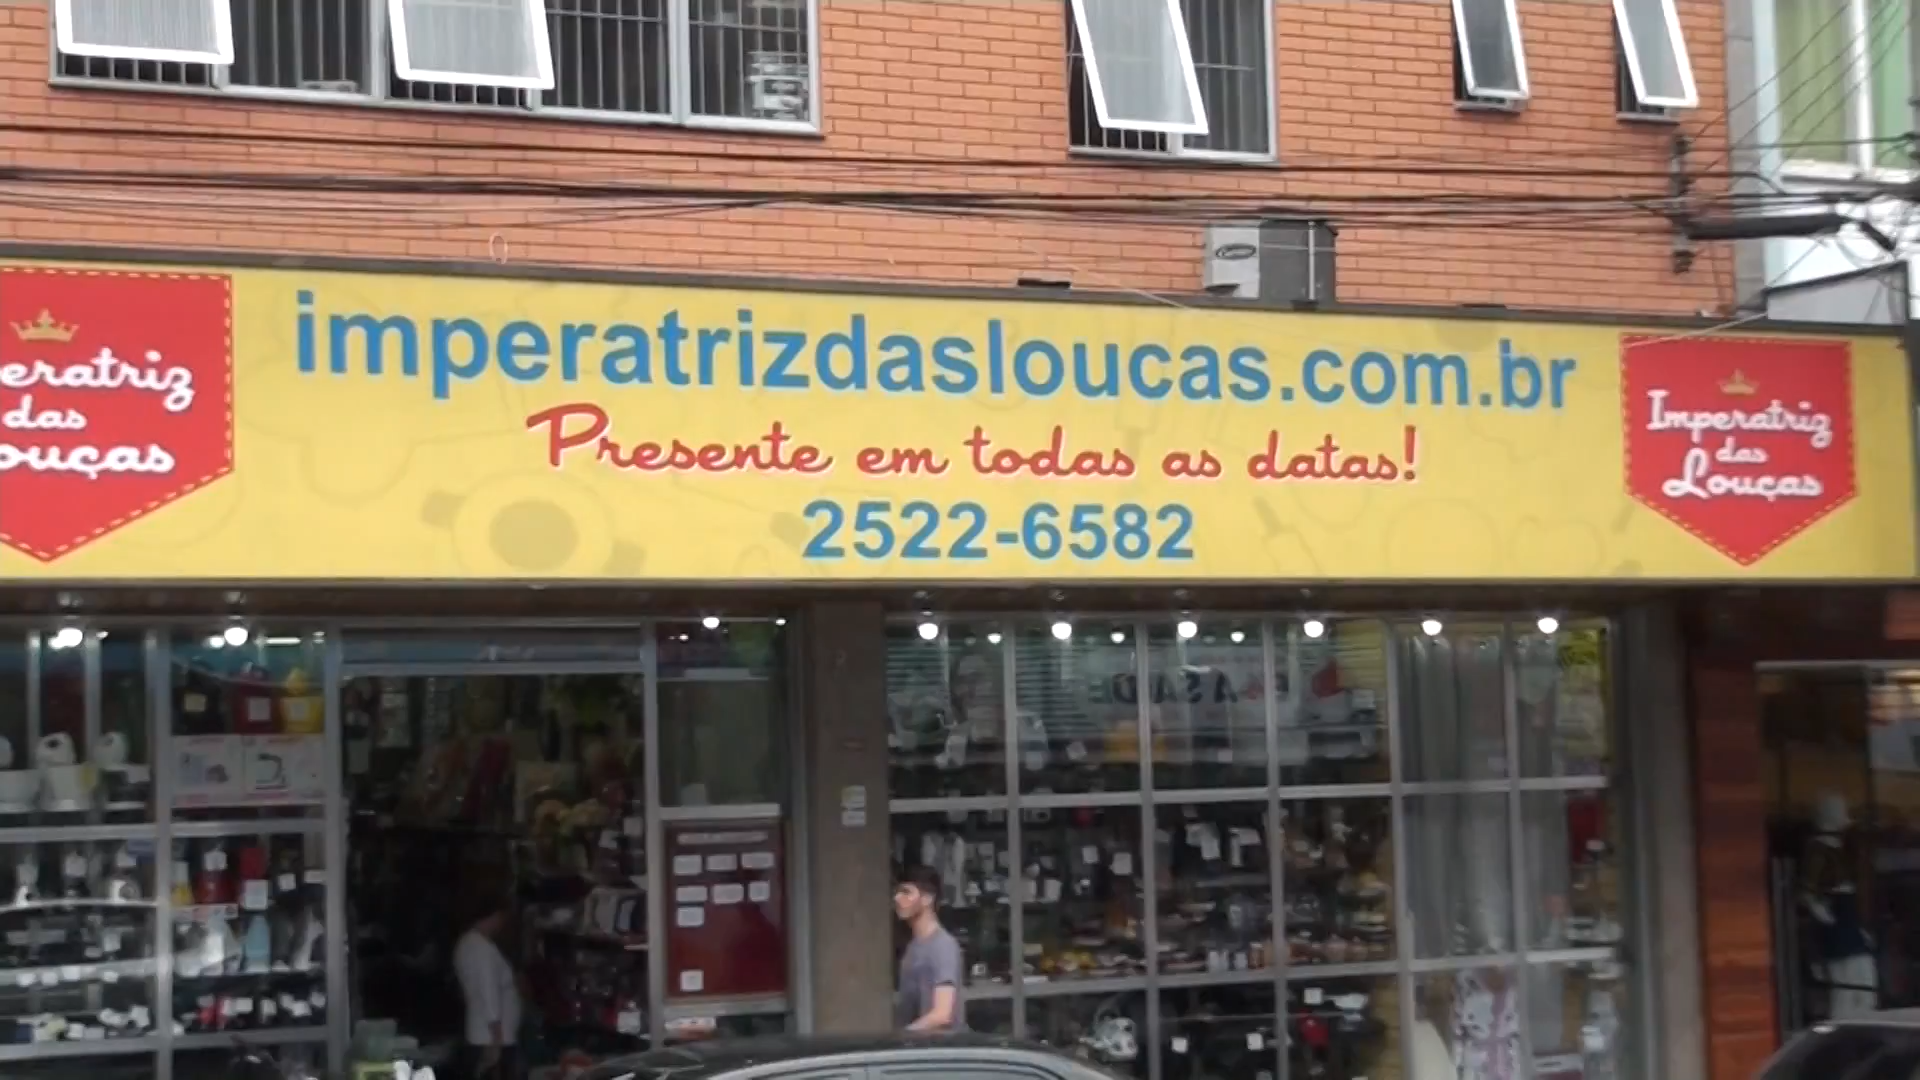 eratriz
das
ouças
imperatrizdasloucas.com.br
Presente em todas as datas!
2522-6582
Imperatriz
das
Louças